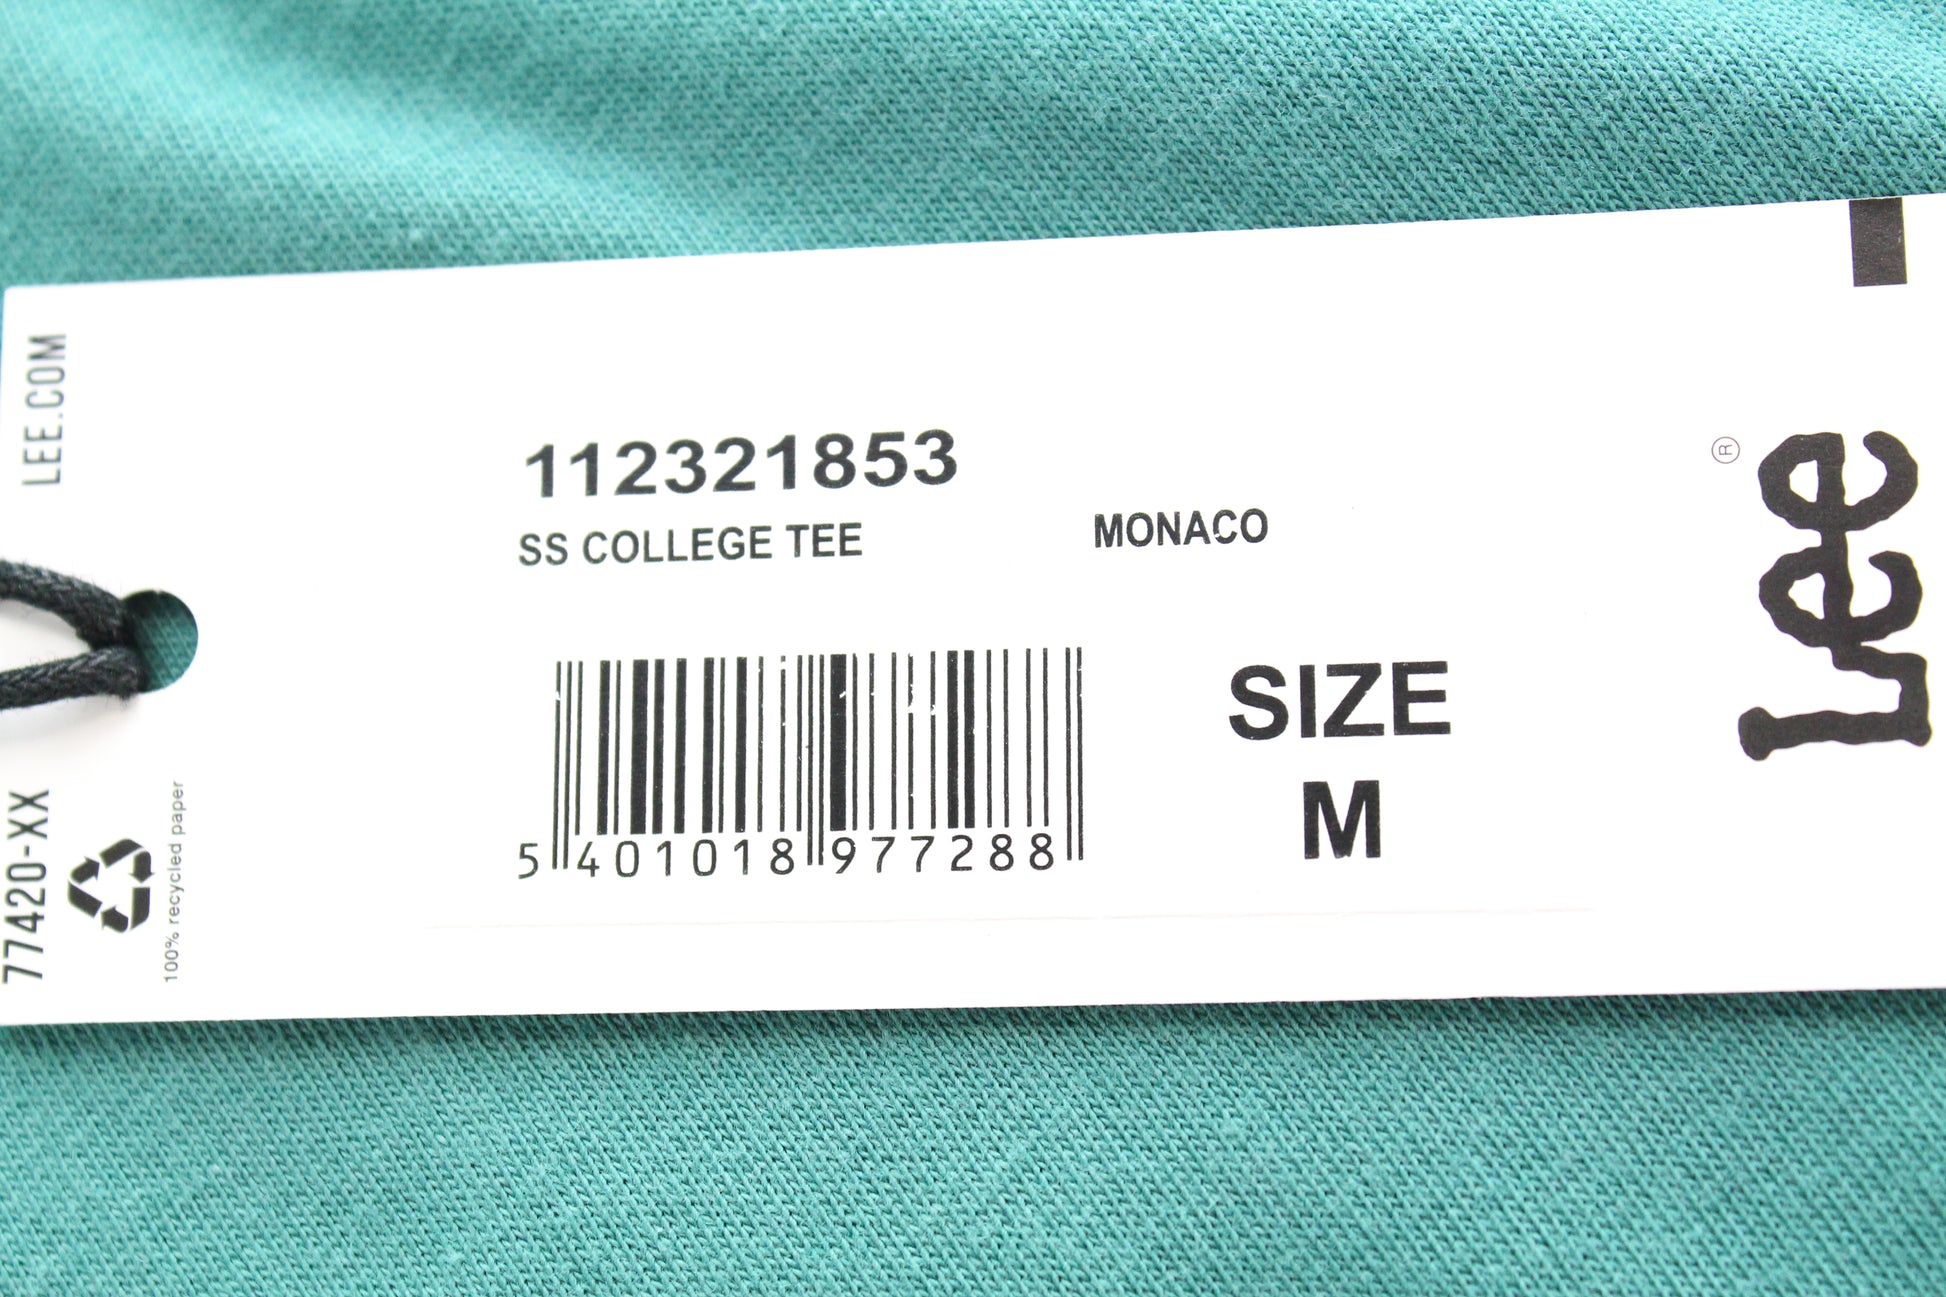 LEE.COM
112321853
SS COLLEGE TEE
MONACO
5 401018 977288
SIZE
M
77420-XX
100% recycled paper
Lee
®